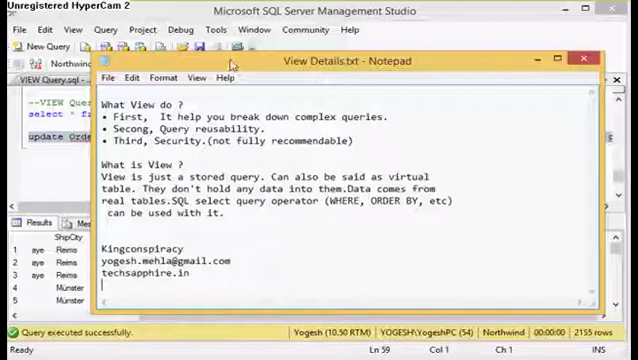 Unregistered HyperCam 2
Microsoft SQL Server Management Studio
File Edit View Query Project Debug Tools Window Community Help
New Query
Northwind
VIEW Query.sql -
--VIEW Que
select * f
update Orde
View Details.txt - Notepad
File Edit Format View Help
What View do ?
• First, It help you break down complex queries.
• Secong, Query reusability.
• Third, Security.(not fully recommendable)
What is View ?
View is just a stored query. Can also be said as virtual
table. They don't hold any data into them.Data comes from
real tables.SQL select query operator (WHERE, ORDER BY, etc)
can be used with it.
Kingconspiracy
yogesh.mehla@gmail.com
techsapphire.in
Results Mes
ShipCity
1 aye Reims
2 aye Reims
3 aye Reims
4 Münster
5 Münster
Query executed successfully. Yogesh (10.50 RTM) YOGESH\YogeshPC (54) Northwind 00:00:00 2155 rows
Ready Ln 59 Col 1 Ch 1 INS